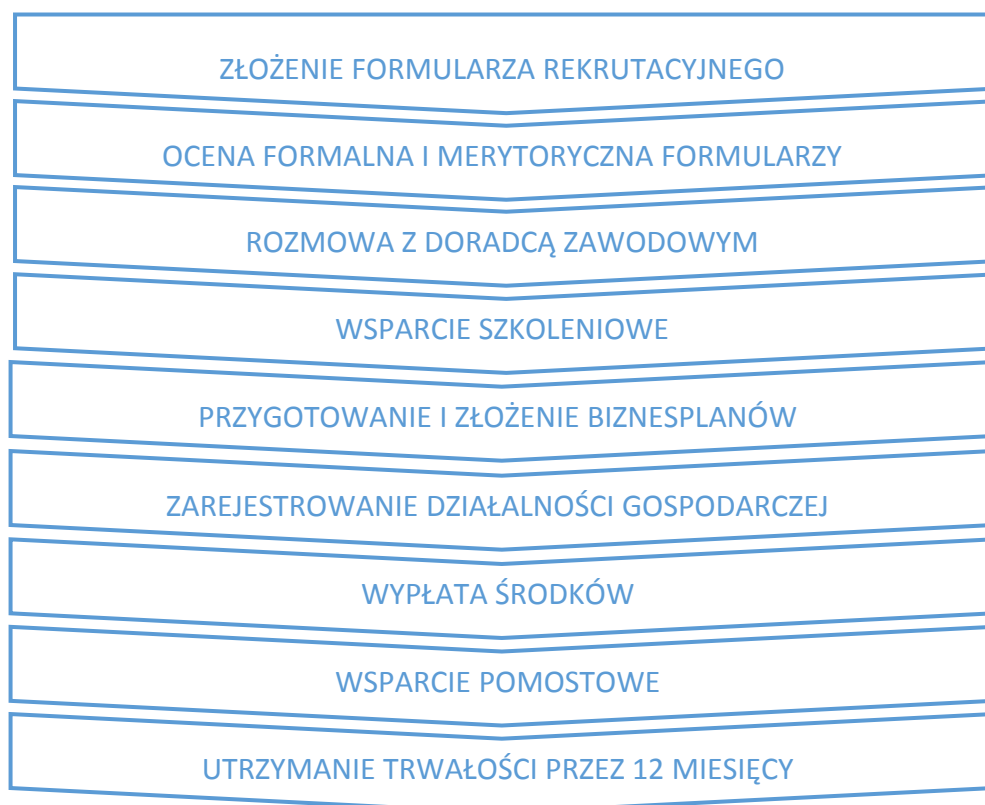 ZŁOŻENIE FORMULARZA REKRUTACYJNEGO
OCENA FORMALNA I MERYTORYCZNA FORMULARZY
ROZMOWA Z DORADCĄ ZAWODOWYM
WSPARCIE SZKOLENIOWE
PRZYGOTOWANIE I ZŁOŻENIE BIZNESPLANÓW
ZAREJESTROWANIE DZIAŁALNOŚCI GOSPODARCZEJ
WYPŁATA ŚRODKÓW
WSPARCIE POMOSTOWE
UTRZYMANIE TRWAŁOŚCI PRZEZ 12 MIESIĘCY